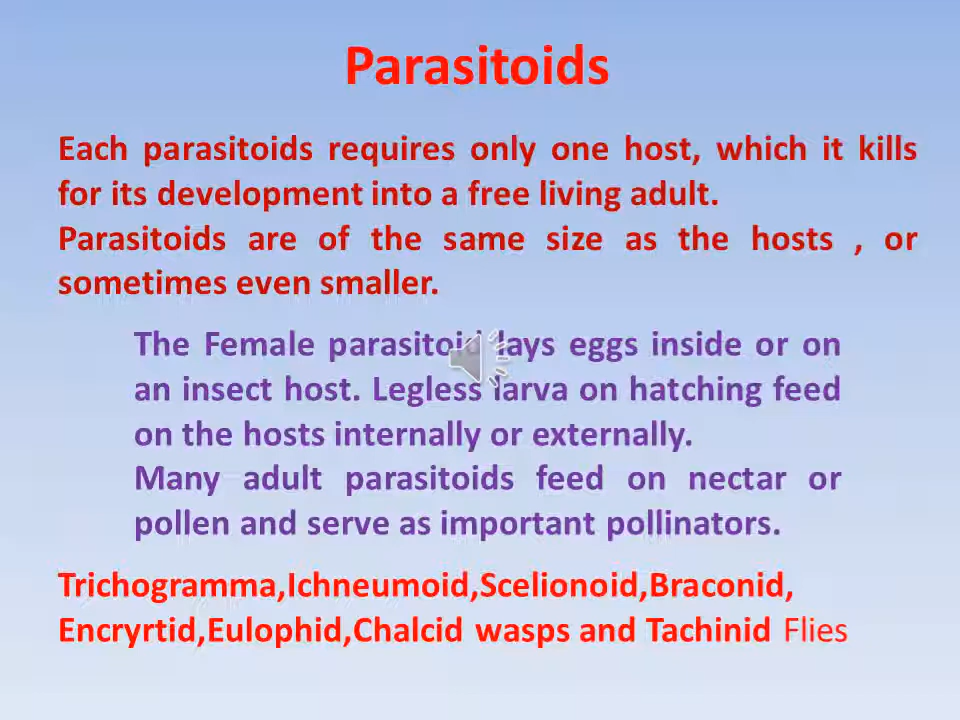 Parasitoids
Each parasitoids requires only one host, which it kills
for its development into a free living adult.
Parasitoids are of the same size as the hosts , or
sometimes even smaller.
The Female parasitoid lays eggs inside or on
an insect host. Legless larva on hatching feed
on the hosts internally or externally.
Many adult parasitoids feed on nectar or
pollen and serve as important pollinators.
Trichogramma,Ichneumoid,Scelionoid,Braconid,
Encryrtid,Eulophid,Chalcid wasps and Tachinid Flies